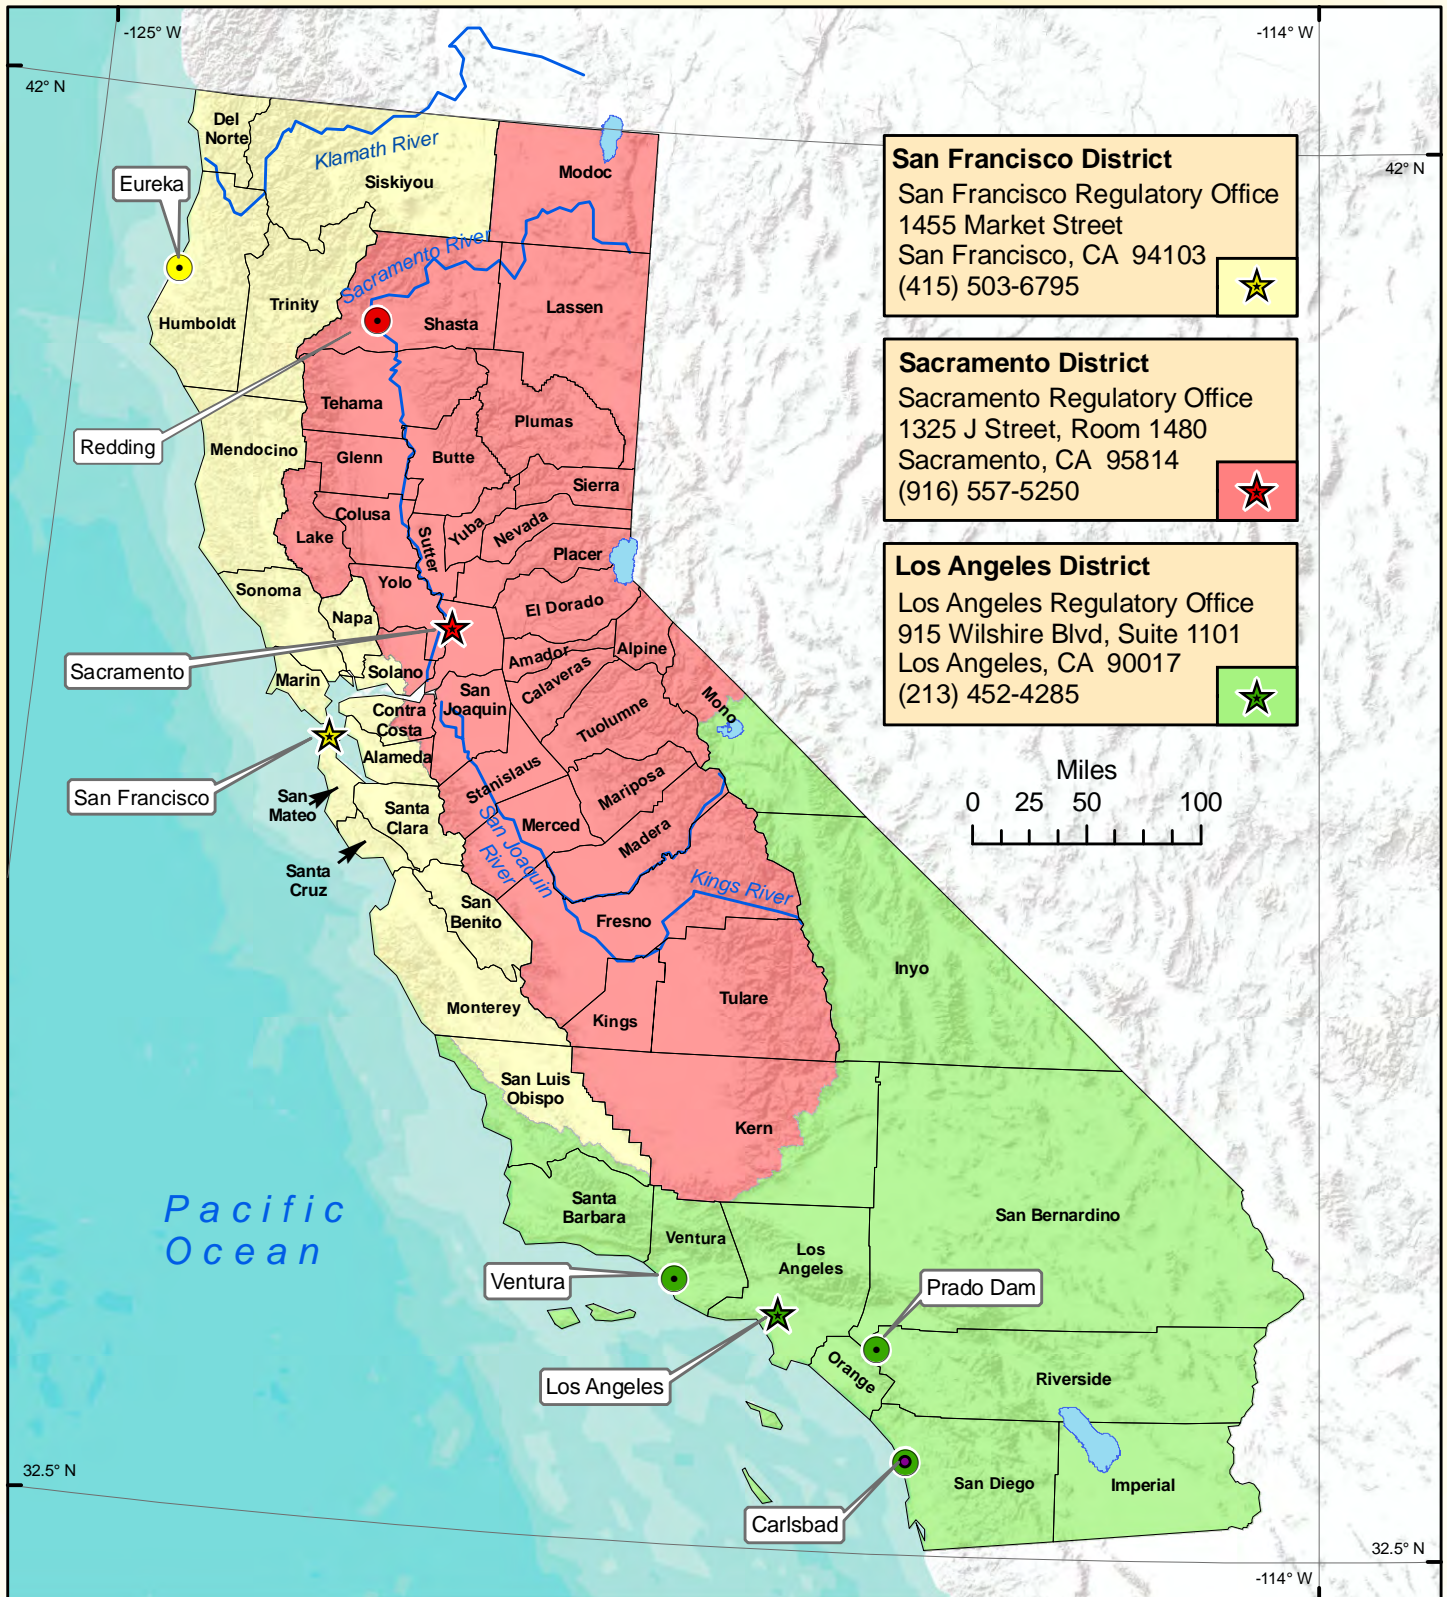 -125° W
-114° W
42° N
42° N
Del
Norte
Klamath River
Siskiyou
Modoc
Eureka
Sacramento River
Trinity
Humboldt
Shasta
Lassen
Tehama
Plumas
Redding
Mendocino
Glenn
Butte
Sierra
Colusa
Lake
Sutter
Yuba
Nevada
Placer
Sonoma
Yolo
Napa
El Dorado
Sacramento
Solano
Amador
Alpine
Marin
Calaveras
San
Joaquin
Mono
Contra
Costa
Tuolumne
Alameda
Stanislaus
San Francisco
San
Mateo
Santa
Clara
Mariposa
Merced
Madera
San Joaquin
River
Santa
Cruz
Kings River
San
Benito
Fresno
Inyo
Monterey
Tulare
Kings
San Luis
Obispo
Kern
Pacific
Ocean
Santa
Barbara
Ventura
Los
Angeles
San Bernardino
Ventura
Prado Dam
Los Angeles
Orange
Riverside
San Diego
Imperial
Carlsbad
San Francisco District
San Francisco Regulatory Office
1455 Market Street
San Francisco, CA 94103
(415) 503-6795
Sacramento District
Sacramento Regulatory Office
1325 J Street, Room 1480
Sacramento, CA 95814
(916) 557-5250
Los Angeles District
Los Angeles Regulatory Office
915 Wilshire Blvd, Suite 1101
Los Angeles, CA 90017
(213) 452-4285
Miles
0 25 50 100
32.5° N
32.5° N
-114° W